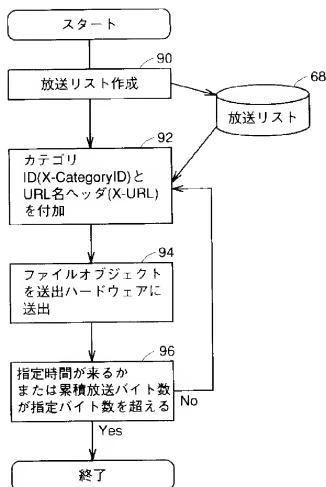 スタート
90
放送リスト作成
68
放送リスト
92
カテゴリ
ID(X-CategoryID)と
URL名ヘッダ(X-URL)
を付加
94
ファイルオブジェクト
を送出ハードウェアに
送出
96
指定時間が来るか
または累積放送バイト数
が指定バイト数を超える
No
Yes
終了